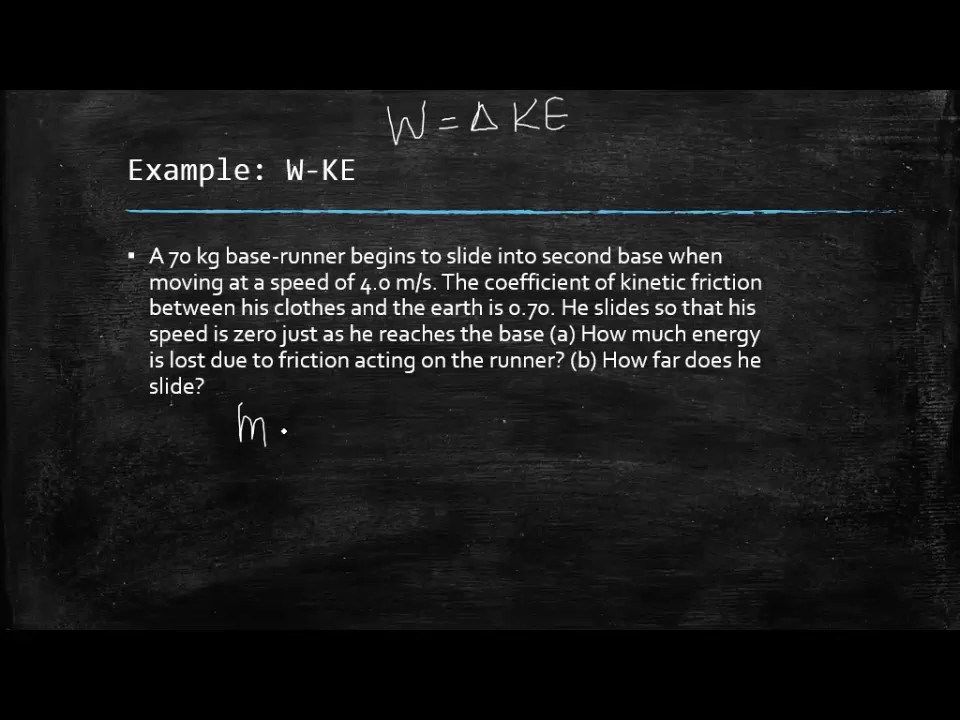 W = Δ KE
Example: W-KE
▪ A 70 kg base-runner begins to slide into second base when
moving at a speed of 4.0 m/s. The coefficient of kinetic friction
between his clothes and the earth is 0.70. He slides so that his
speed is zero just as he reaches the base (a) How much energy
is lost due to friction acting on the runner? (b) How far does he
slide?
m